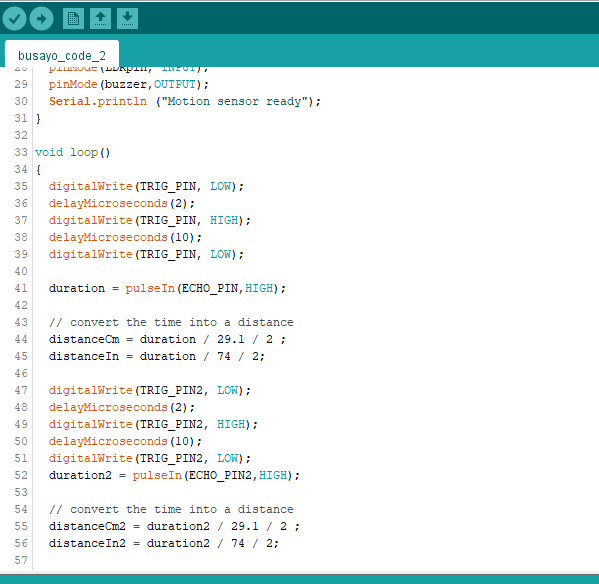 busayo_code_2
28 pinMode(LDRpin, INPUT);
29 pinMode(buzzer,OUTPUT);
30 Serial.println ("Motion sensor ready");
31 }
32
33 void loop()
34 {
35 digitalWrite(TRIG_PIN, LOW);
36 delayMicroseconds(2);
37 digitalWrite(TRIG_PIN, HIGH);
38 delayMicroseconds(10);
39 digitalWrite(TRIG_PIN, LOW);
40
41 duration = pulseIn(ECHO_PIN,HIGH);
42
43 // convert the time into a distance
44 distanceCm = duration / 29.1 / 2 ;
45 distanceIn = duration / 74 / 2;
46
47 digitalWrite(TRIG_PIN2, LOW);
48 delayMicroseconds(2);
49 digitalWrite(TRIG_PIN2, HIGH);
50 delayMicroseconds(10);
51 digitalWrite(TRIG_PIN2, LOW);
52 duration2 = pulseIn(ECHO_PIN2,HIGH);
53
54 // convert the time into a distance
55 distanceCm2 = duration2 / 29.1 / 2 ;
56 distanceIn2 = duration2 / 74 / 2;
57